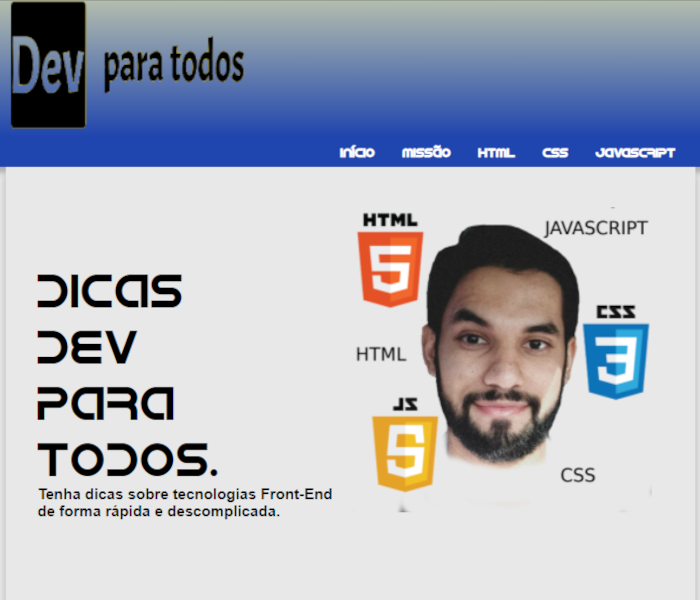 Dev para todos
INÍCIO MISSÃO HTML CSS JAVASCRIPT
HTML
JAVASCRIPT
5
DICAS
DEV
PARA
TODOS.
CSS
3
HTML
JS
5
CSS
Tenha dicas sobre tecnologias Front-End
de forma rápida e descomplicada.